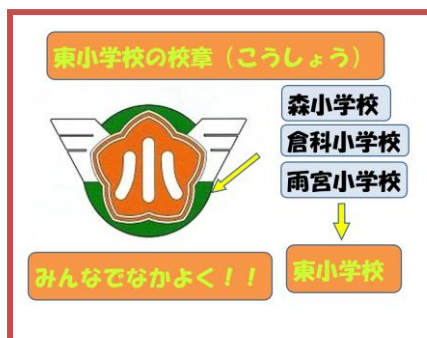 東小学校の校章（こうしょう）
小
森小学校
倉科小学校
雨宮小学校
東小学校
みんなでなかよく！！